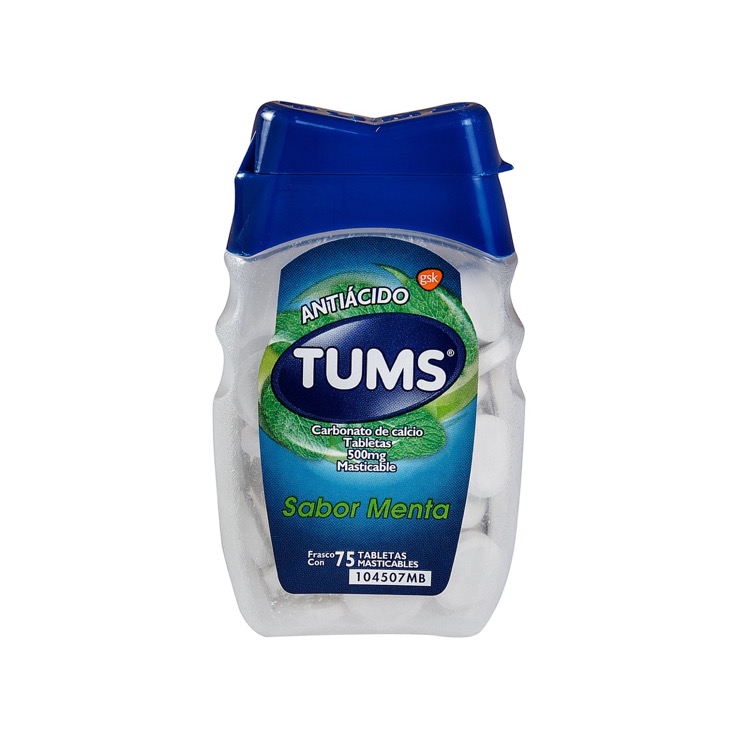 gsk
ANTIÁCIDO
TUMS®
Carbonato de calcio
Tabletas
500mg
Masticable
Sabor Menta
Frasco Con 75 TABLETAS MASTICABLES
104507MB